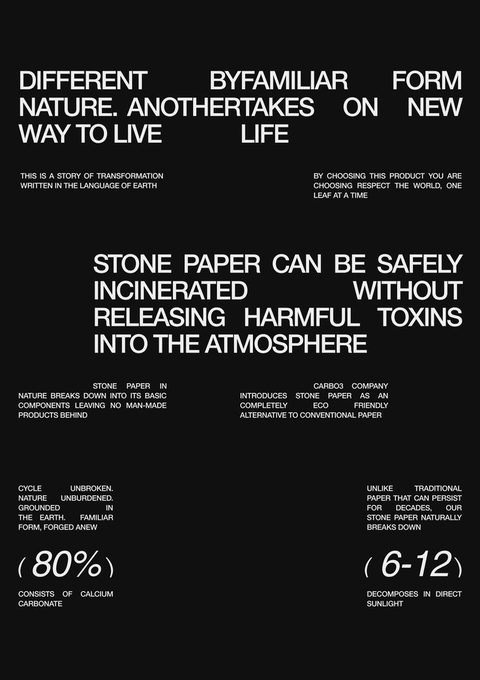 DIFFERENT BY
NATURE. ANOTHER
WAY TO LIVE
FAMILIAR FORM
TAKES ON NEW
LIFE
THIS IS A STORY OF TRANSFORMATION
WRITTEN IN THE LANGUAGE OF EARTH
BY CHOOSING THIS PRODUCT YOU ARE
CHOOSING RESPECT THE WORLD, ONE
LEAF AT A TIME
STONE PAPER CAN BE SAFELY
INCINERATED WITHOUT
RELEASING HARMFUL TOXINS
INTO THE ATMOSPHERE
STONE PAPER IN
NATURE BREAKS DOWN INTO ITS BASIC
COMPONENTS LEAVING NO MAN-MADE
PRODUCTS BEHIND
CARBO3 COMPANY
INTRODUCES STONE PAPER AS AN
COMPLETELY ECO FRIENDLY
ALTERNATIVE TO CONVENTIONAL PAPER
CYCLE UNBROKEN.
NATURE UNBURDENED.
GROUNDED IN
THE EARTH. FAMILIAR
FORM, FORGED ANEW
(80%)
CONSISTS OF CALCIUM
CARBONATE
UNLIKE TRADITIONAL
PAPER THAT CAN PERSIST
FOR DECADES, OUR
STONE PAPER NATURALLY
BREAKS DOWN
(6-12)
DECOMPOSES IN DIRECT
SUNLIGHT